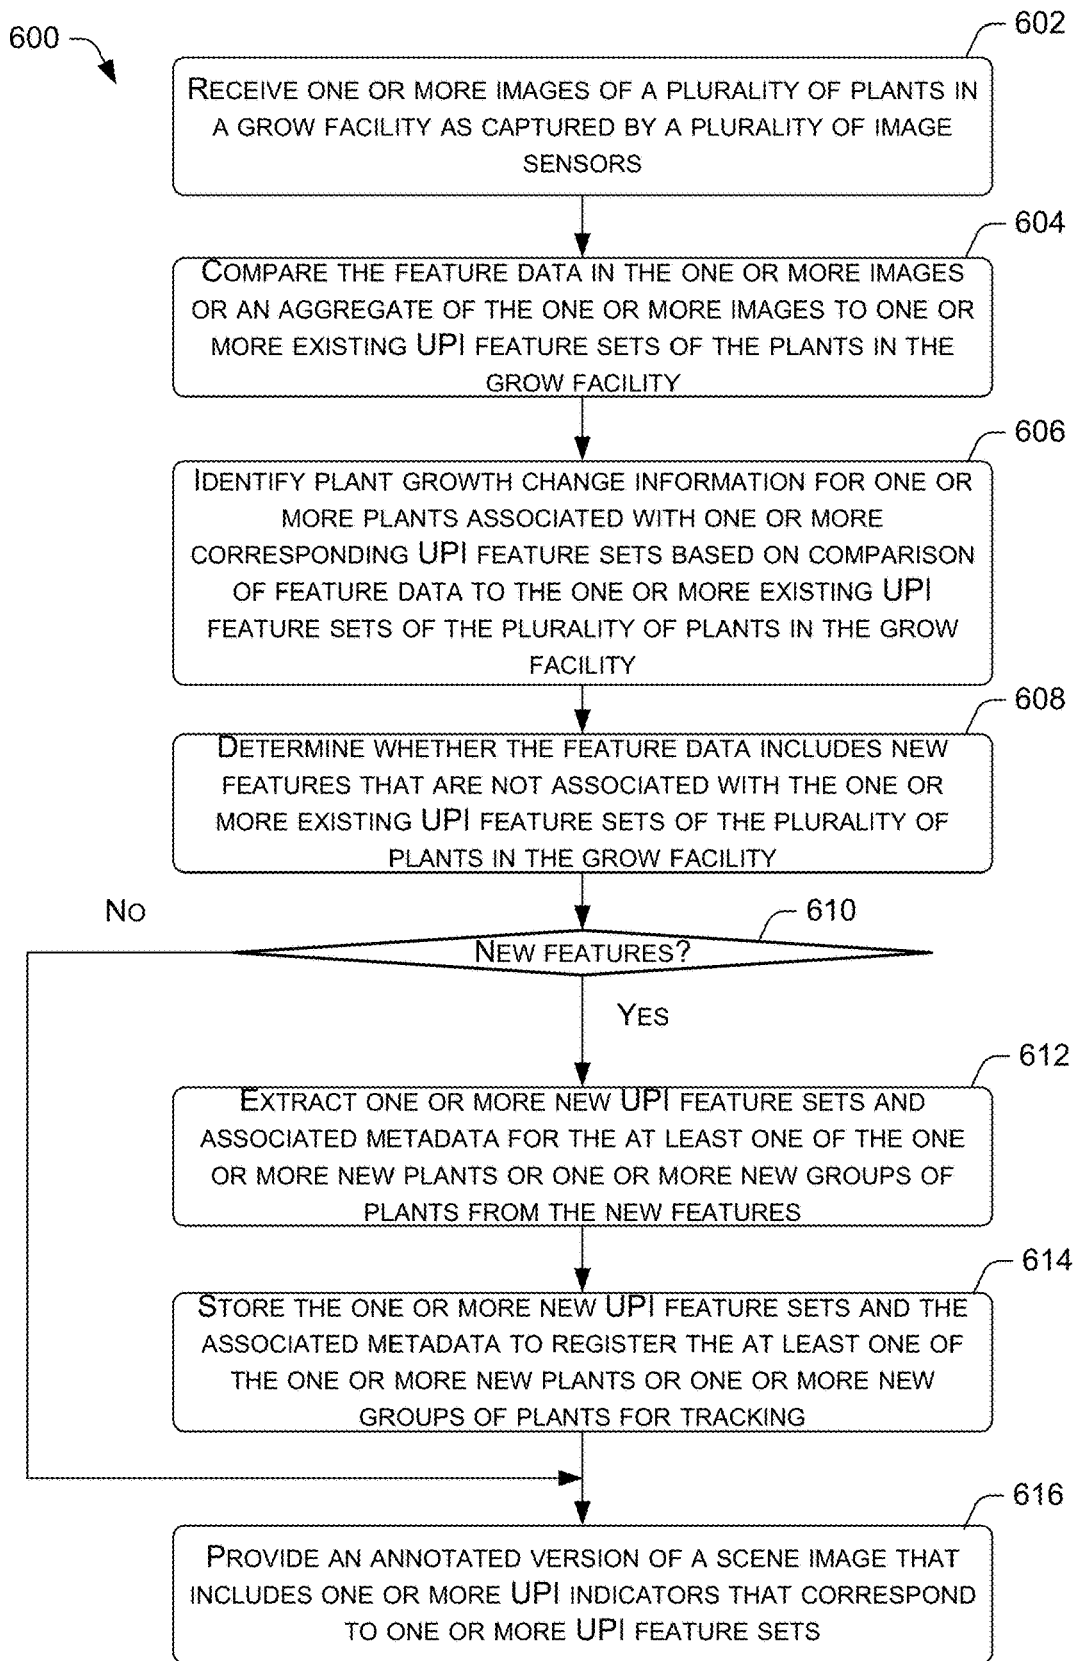 600
602
RECEIVE ONE OR MORE IMAGES OF A PLURALITY OF PLANTS IN
A GROW FACILITY AS CAPTURED BY A PLURALITY OF IMAGE
SENSORS
604
COMPARE THE FEATURE DATA IN THE ONE OR MORE IMAGES
OR AN AGGREGATE OF THE ONE OR MORE IMAGES TO ONE OR
MORE EXISTING UPI FEATURE SETS OF THE PLANTS IN THE
GROW FACILITY
606
IDENTIFY PLANT GROWTH CHANGE INFORMATION FOR ONE OR
MORE PLANTS ASSOCIATED WITH ONE OR MORE
CORRESPONDING UPI FEATURE SETS BASED ON COMPARISON
OF FEATURE DATA TO THE ONE OR MORE EXISTING UPI
FEATURE SETS OF THE PLURALITY OF PLANTS IN THE GROW
FACILITY
608
DETERMINE WHETHER THE FEATURE DATA INCLUDES NEW
FEATURES THAT ARE NOT ASSOCIATED WITH THE ONE OR
MORE EXISTING UPI FEATURE SETS OF THE PLURALITY OF
PLANTS IN THE GROW FACILITY
NO
610
NEW FEATURES?
YES
612
EXTRACT ONE OR MORE NEW UPI FEATURE SETS AND
ASSOCIATED METADATA FOR THE AT LEAST ONE OF THE ONE
OR MORE NEW PLANTS OR ONE OR MORE NEW GROUPS OF
PLANTS FROM THE NEW FEATURES
614
STORE THE ONE OR MORE NEW UPI FEATURE SETS AND THE
ASSOCIATED METADATA TO REGISTER THE AT LEAST ONE OF
THE ONE OR MORE NEW PLANTS OR ONE OR MORE NEW
GROUPS OF PLANTS FOR TRACKING
616
PROVIDE AN ANNOTATED VERSION OF A SCENE IMAGE THAT
INCLUDES ONE OR MORE UPI INDICATORS THAT CORRESPOND
TO ONE OR MORE UPI FEATURE SETS